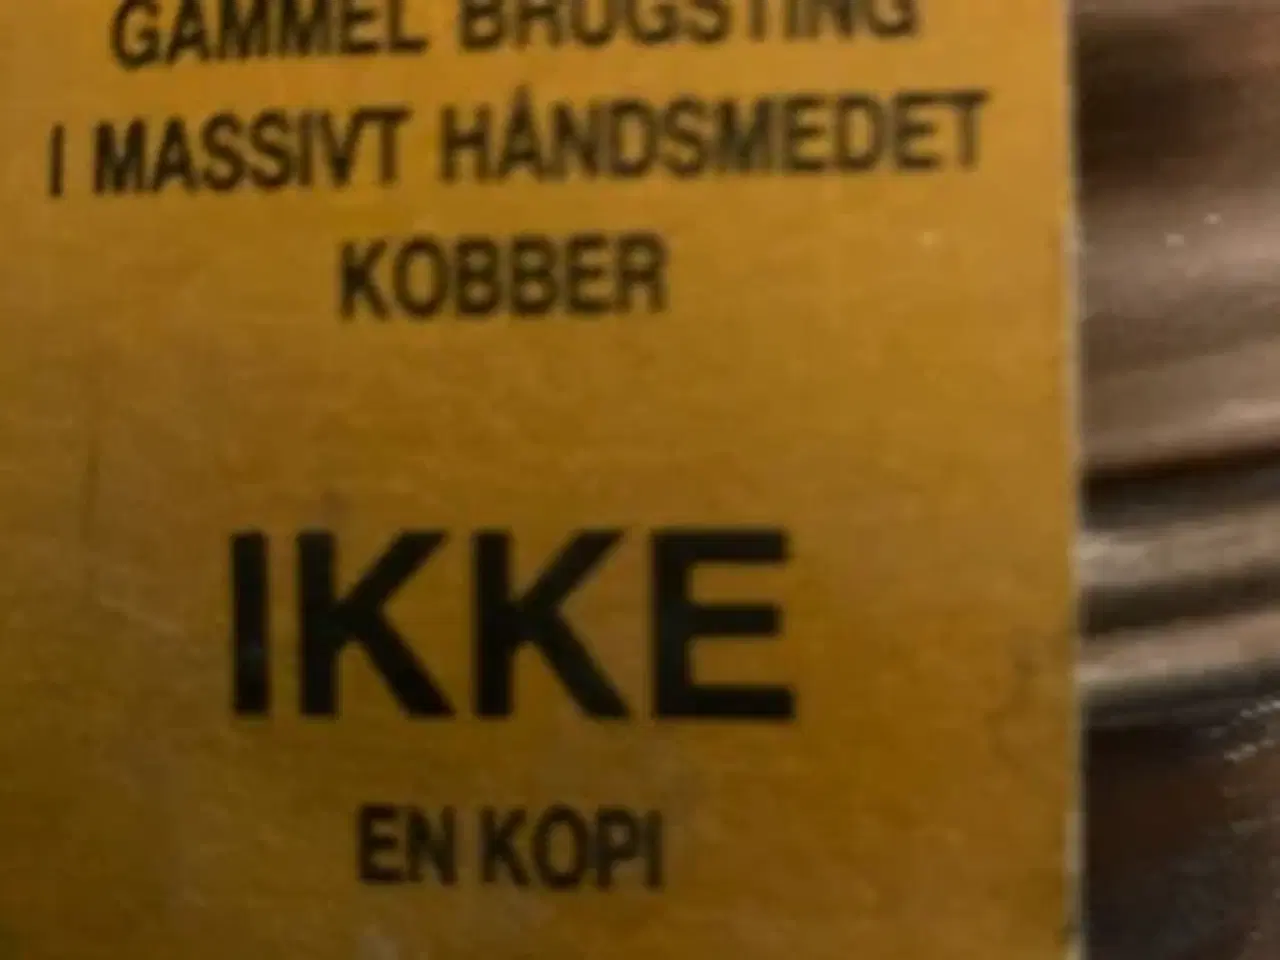 GAMMEL BRUGSTING
I MASSIVT HÅNDSMEDET
KOBBER
IKKE
EN KOPI